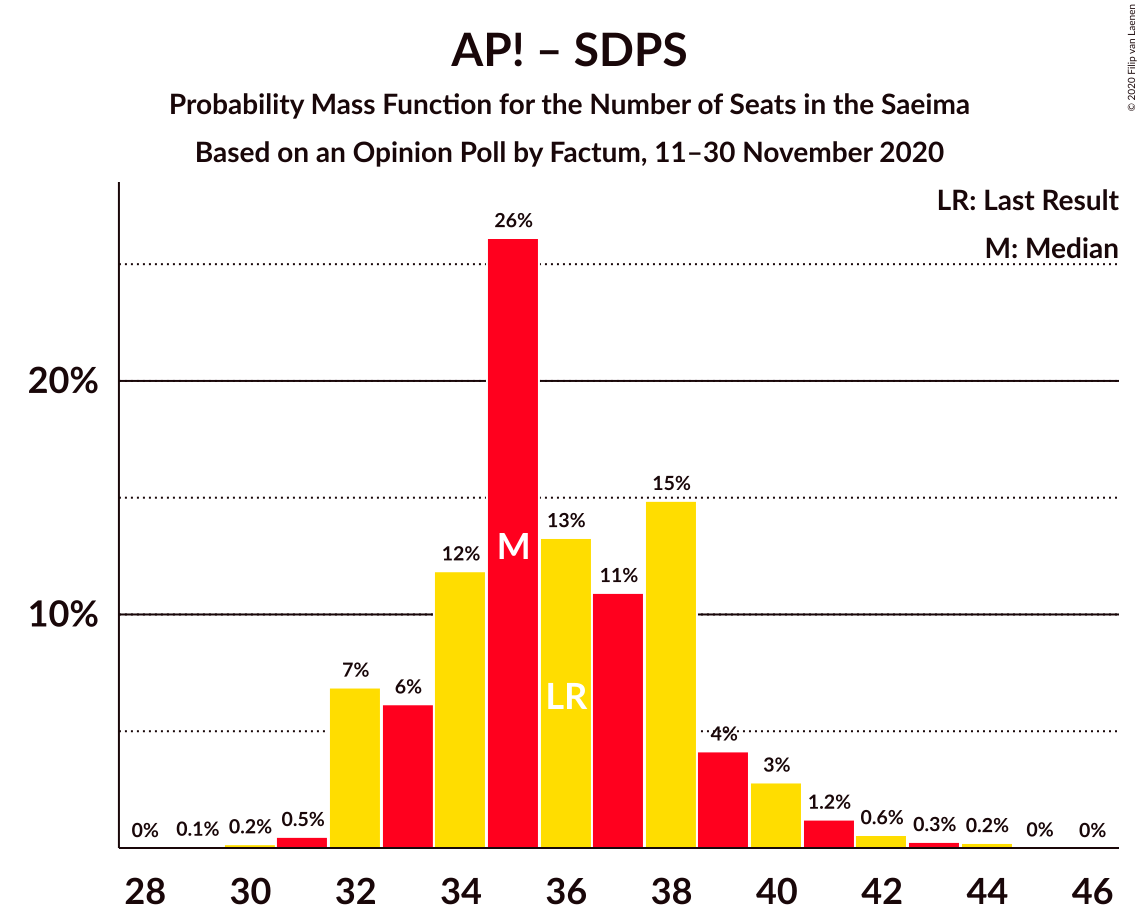 AP! – SDPS
Probability Mass Function for the Number of Seats in the Saeima
Based on an Opinion Poll by Factum, 11–30 November 2020
© 2020 Filip van Laenen
LR: Last Result
M: Median
20%
10%
0%
0.1%
0.2%
0.5%
7%
6%
12%
26%
13%
11%
15%
4%
3%
1.2%
0.6%
0.3%
0.2%
0%
0%
M
LR
28 30 32 34 36 38 40 42 44 46